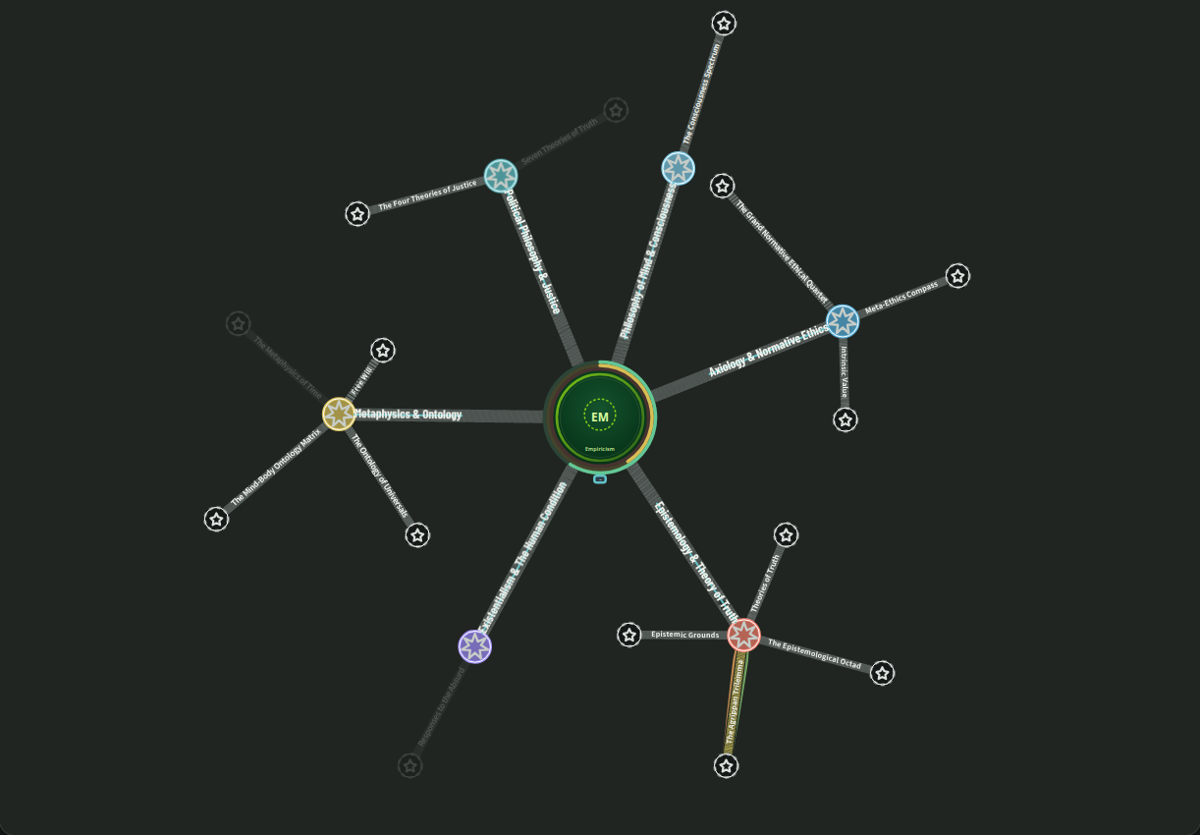 The Consciousness Spectrum
Seven Theories of Truth
The Four Theories of Justice
Political Philosophy & Justice
Philosophy of Mind & Consciousness
The Grand Normative Ethical Quartet
Meta-Ethics Compass
Axiology & Normative Ethics
Intrinsic Value
The Metaphysics of Time
Free Will
Metaphysics & Ontology
The Mind-Body Ontology Matrix
The Ontology of Universals
EM
Empiricism
Existentialism & The Human Condition
Epistemology & Theory of Truth
Theories of Truth
Epistemic Grounds
The Epistemological Octad
The Agrippan Trilemma
Responses to the Absurd